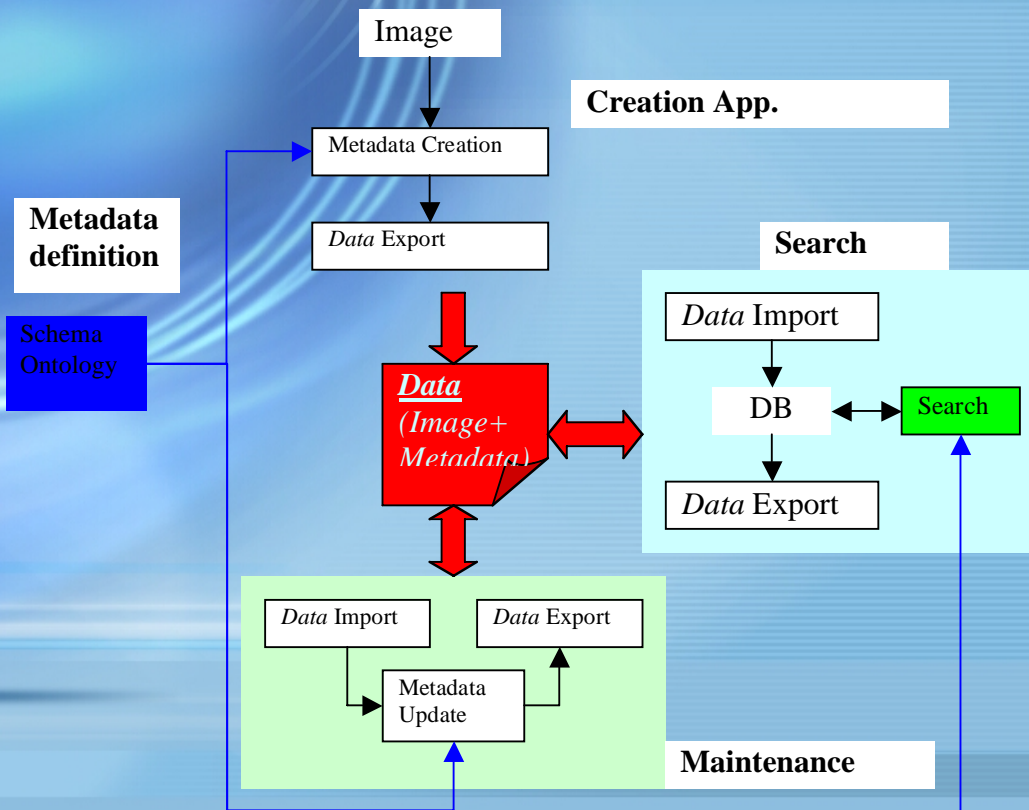 Image
Creation App.
Metadata Creation
Metadata
definition
Data Export
Search
Schema
Ontology
Data Import
Data
(Image+
Metadata)
DB
Search
Data Export
Data Import
Data Export
Metadata
Update
Maintenance